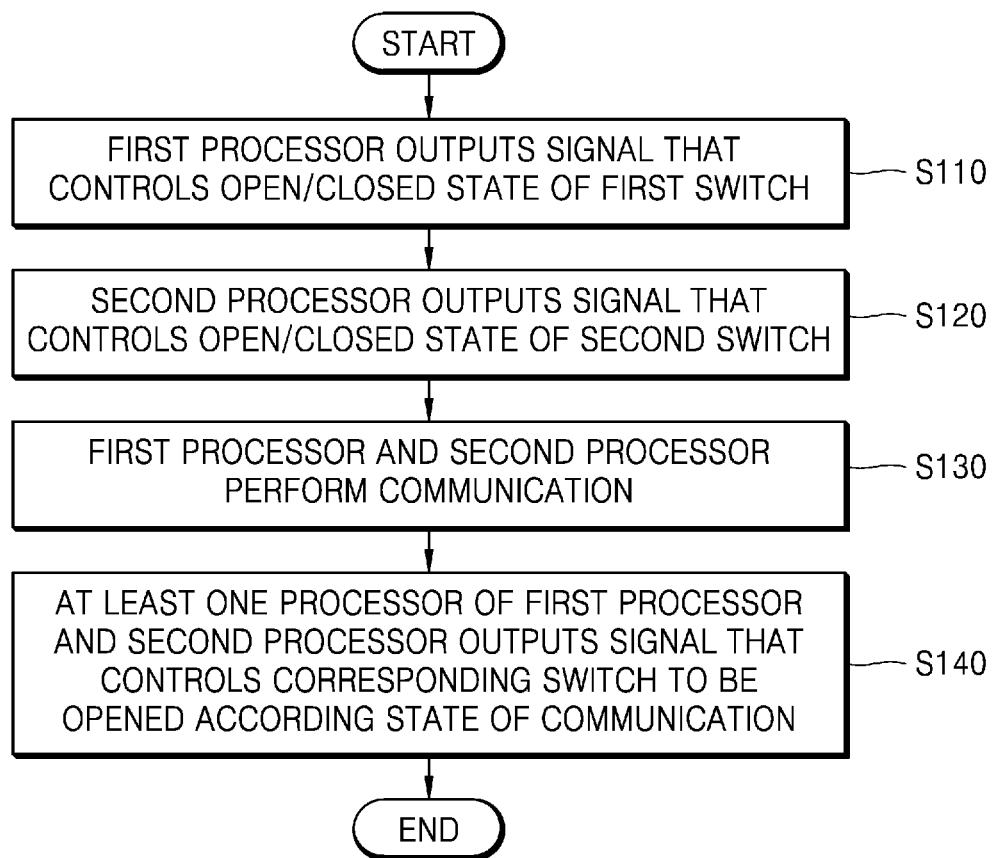 START
FIRST PROCESSOR OUTPUTS SIGNAL THAT
CONTROLS OPEN/CLOSED STATE OF FIRST SWITCH
S110
SECOND PROCESSOR OUTPUTS SIGNAL THAT
CONTROLS OPEN/CLOSED STATE OF SECOND SWITCH
S120
FIRST PROCESSOR AND SECOND PROCESSOR
PERFORM COMMUNICATION
S130
AT LEAST ONE PROCESSOR OF FIRST PROCESSOR
AND SECOND PROCESSOR OUTPUTS SIGNAL THAT
CONTROLS CORRESPONDING SWITCH TO BE
OPENED ACCORDING STATE OF COMMUNICATION
S140
END